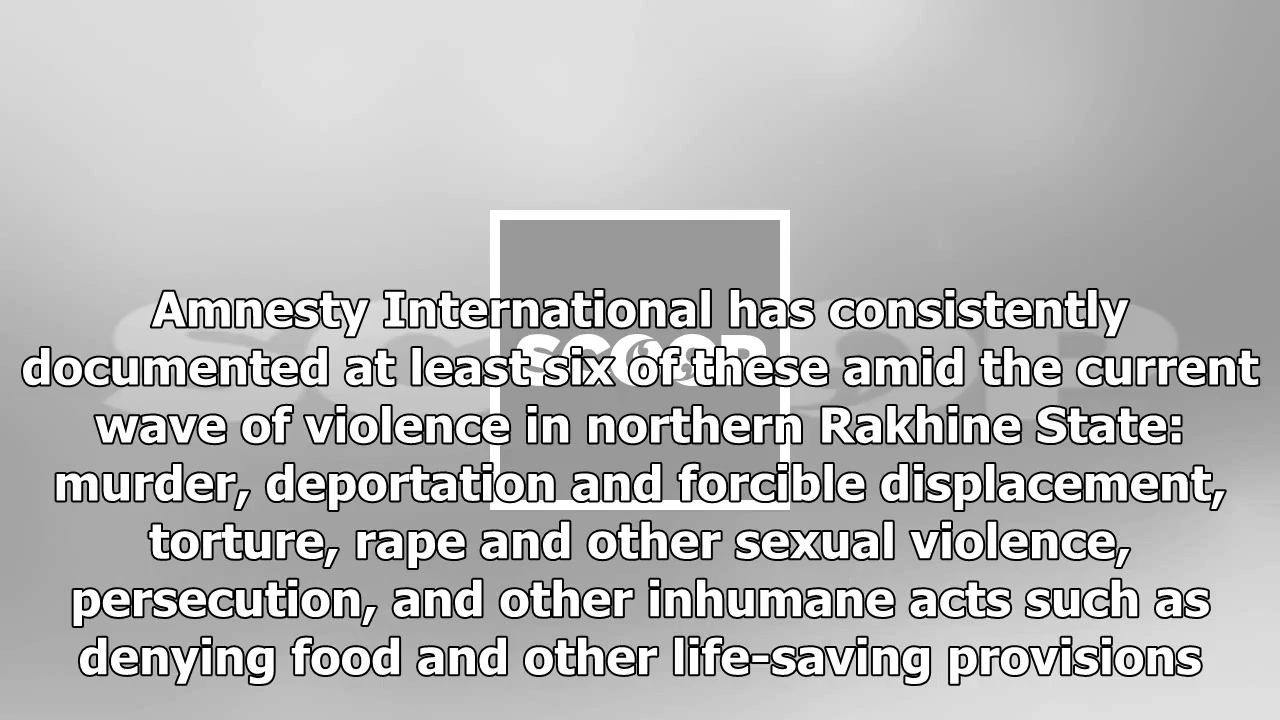 Amnesty International has consistently
documented at least six of these amid the current
wave of violence in northern Rakhine State:
murder, deportation and forcible displacement,
torture, rape and other sexual violence,
persecution, and other inhumane acts such as
denying food and other life-saving provisions
SCOOP
SCOOP